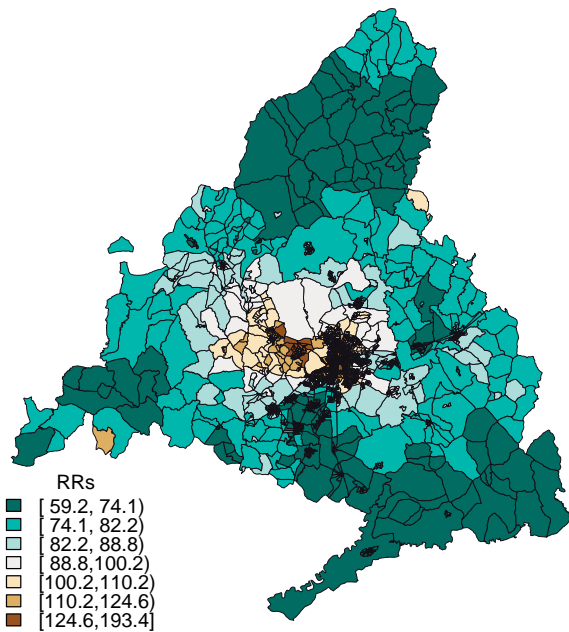 RRs
[ 59.2, 74.1)
[ 74.1, 82.2)
[ 82.2, 88.8)
[ 88.8,100.2)
[100.2,110.2)
[110.2,124.6)
[124.6,193.4]